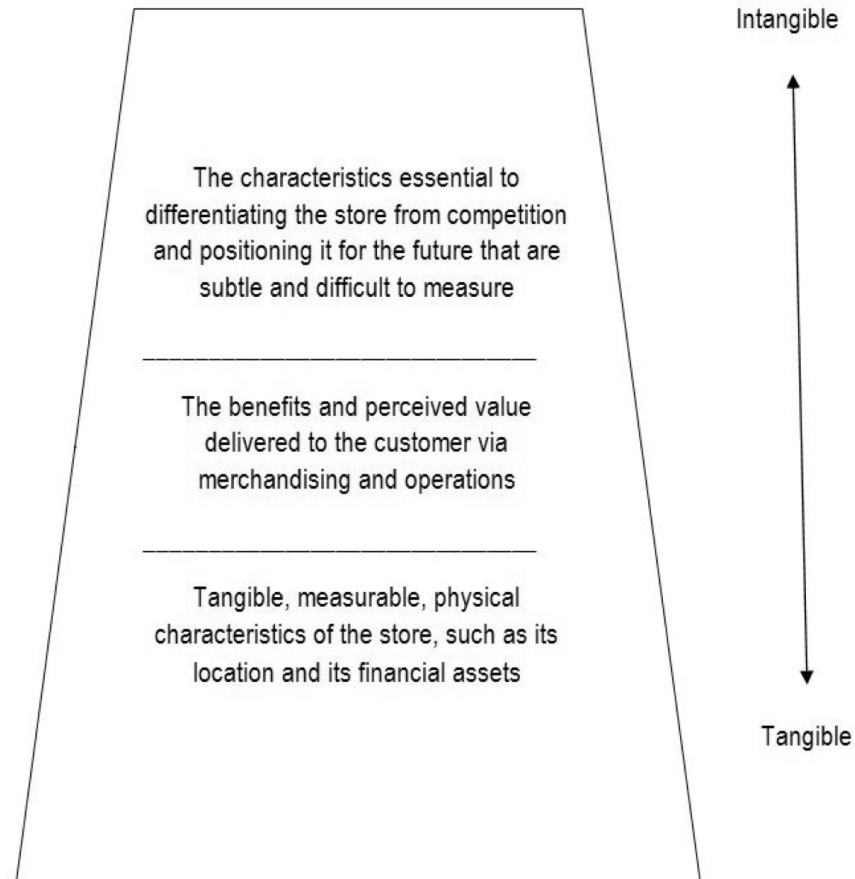 Intangible
The characteristics essential to
differentiating the store from competition
and positioning it for the future that are
subtle and difficult to measure
The benefits and perceived value
delivered to the customer via
merchandising and operations
Tangible, measurable, physical
characteristics of the store, such as its
location and its financial assets
Tangible